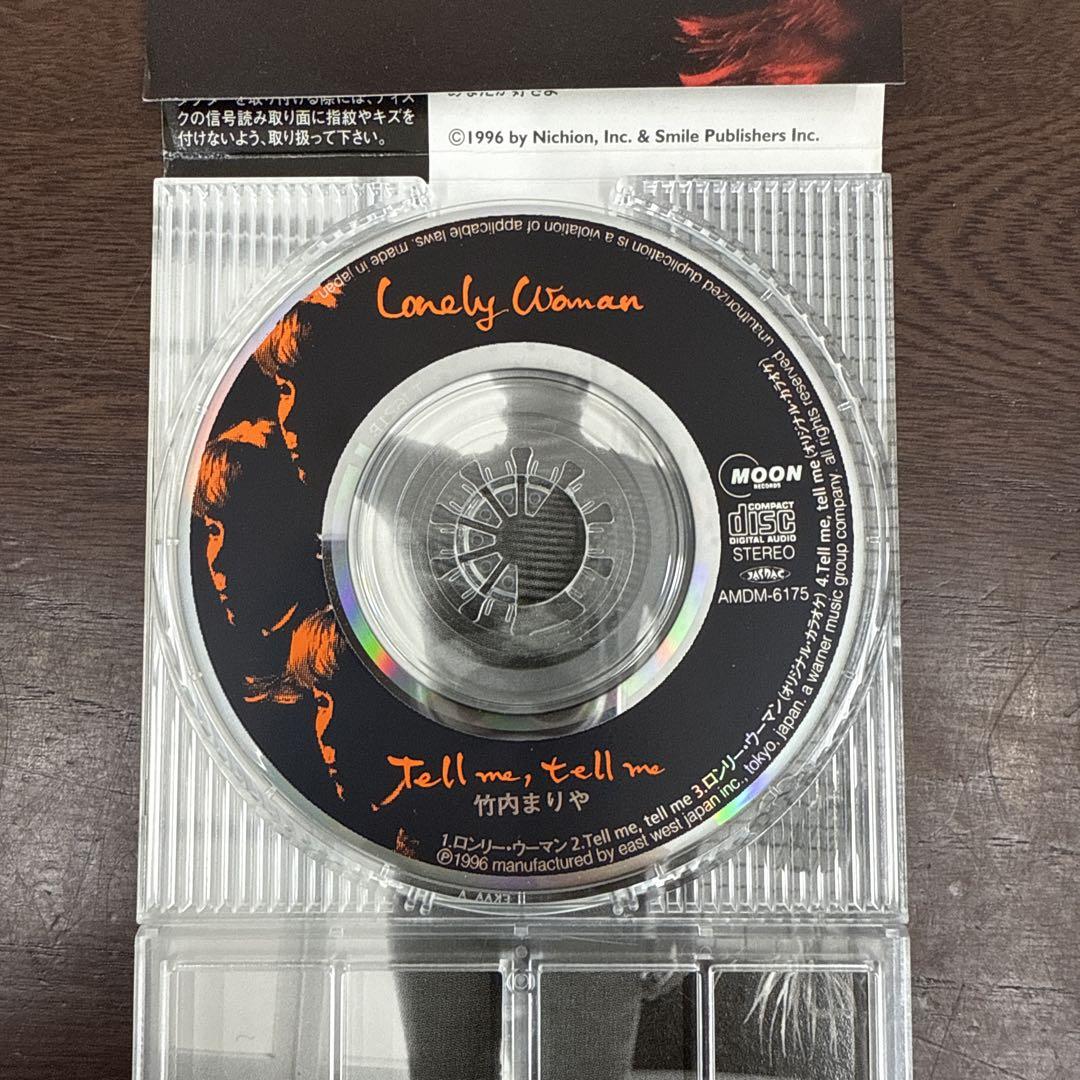 クの信号読み取り面に指紋やキズを
付けないよう、取り扱って下さい。
©1996 by Nichion, Inc. & Smile Publishers Inc.
Lonely Woman
MOON
RECORDS
COMPACT
disc
DIGITAL AUDIO
STEREO
JASRAC
AMDM-6175
Tell me, tell me
竹内まりや
1.ロンリー・ウーマン 2.Tell me, tell me 3.ロンリー・ウーマン(オリジナル・カラオケ) 4.Tell me, tell me (オリジナル・カラオケ)
Ⓟ1996 manufactured by east west japan inc., tokyo, japan. a warner music group company. all rights reserved. unauthorized duplication is a violation of applicable laws. made in japan